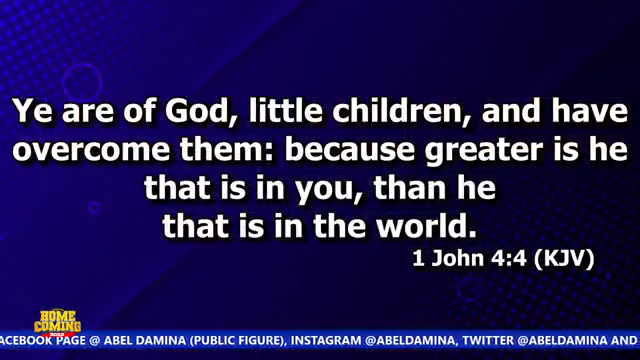 Ye are of God, little children, and have
overcome them: because greater is he
that is in you, than he
that is in the world.
1 John 4:4 (KJV)
HOME
COMING
2022
ACEBOOK PAGE @ ABEL DAMINA (PUBLIC FIGURE), INSTAGRAM @ABELDAMINA, TWITTER @ABELDAMINA AND